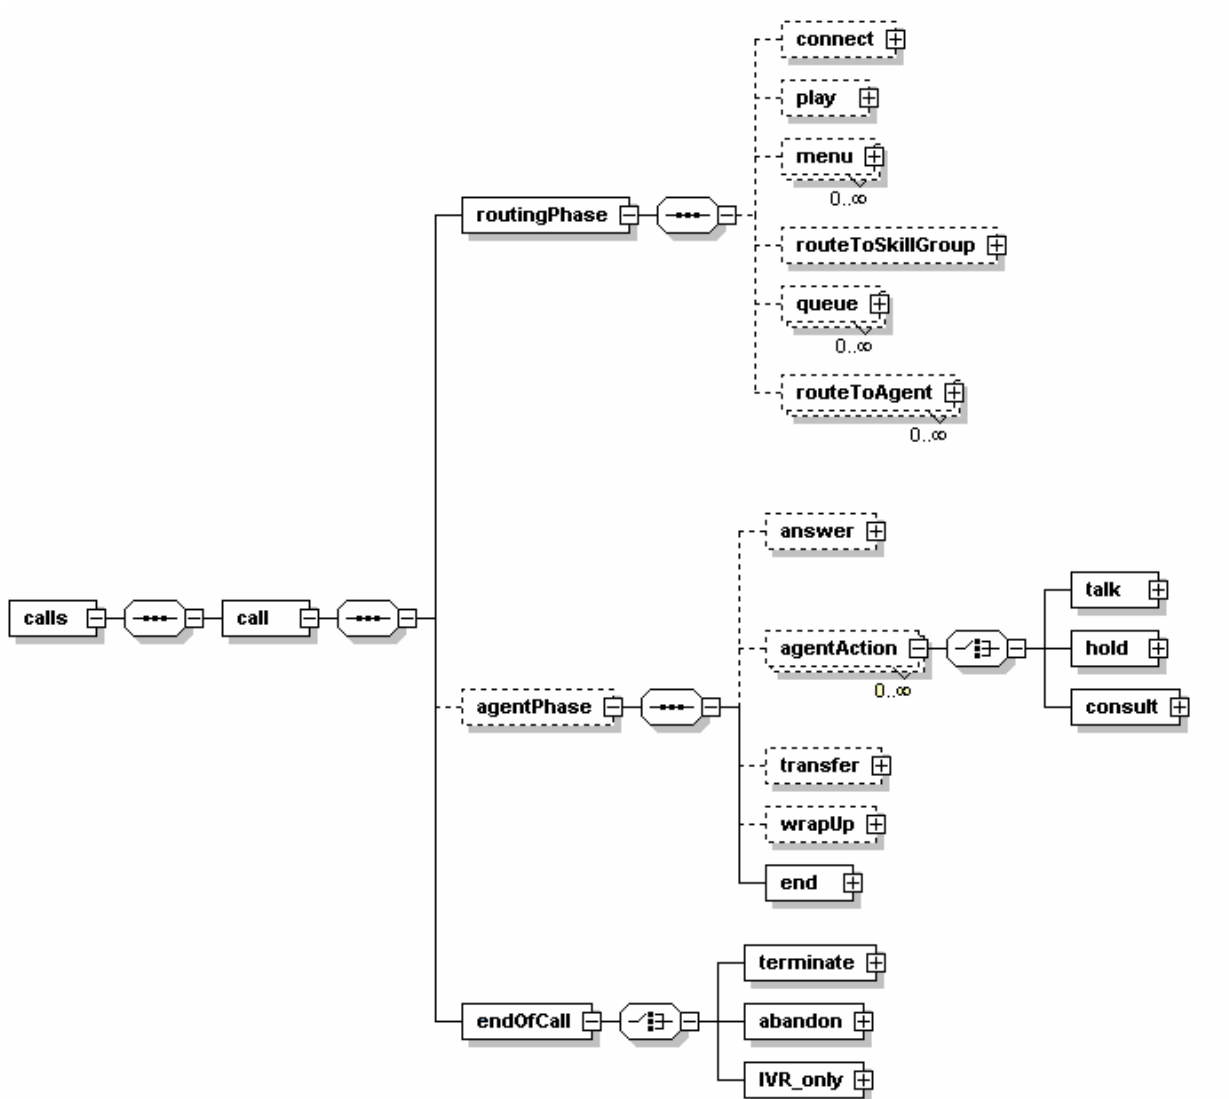 connect
play
menu
0..∞
routingPhase
routeToSkillGroup
queue
0..∞
routeToAgent
0..∞
answer
calls
call
agentAction
0..∞
talk
hold
consult
agentPhase
transfer
wrapUp
end
terminate
endOfCall
abandon
IVR_only